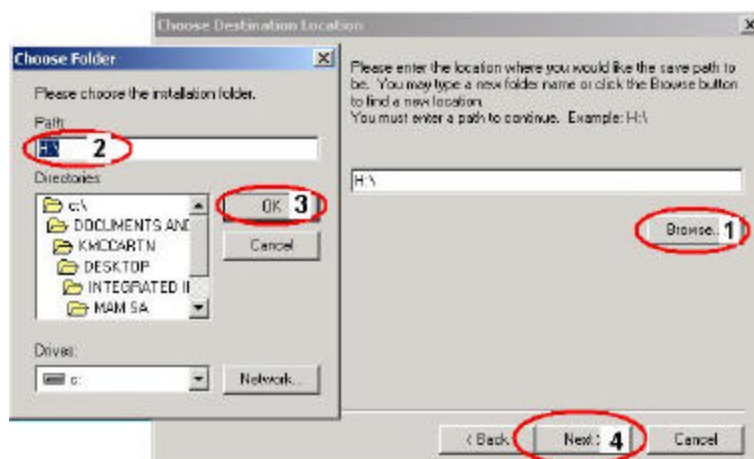 Choose Destination Location
Choose Folder
Please choose the installation folder.
Path:
H:\
2
Directories:
c:\
DOCUMENTS AND
KMCCARTN
DESKTOP
INTEGRATED I
MAM SA
OK
3
Cancel
Drives:
c:
Network...
Please enter the location where you would like the save path to
be. You may type a new folder name or click the Browse button
to find a new location.
You must enter a path to continue. Example: H:\
H:\
Browse..
1
< Back
Next >
4
Cancel